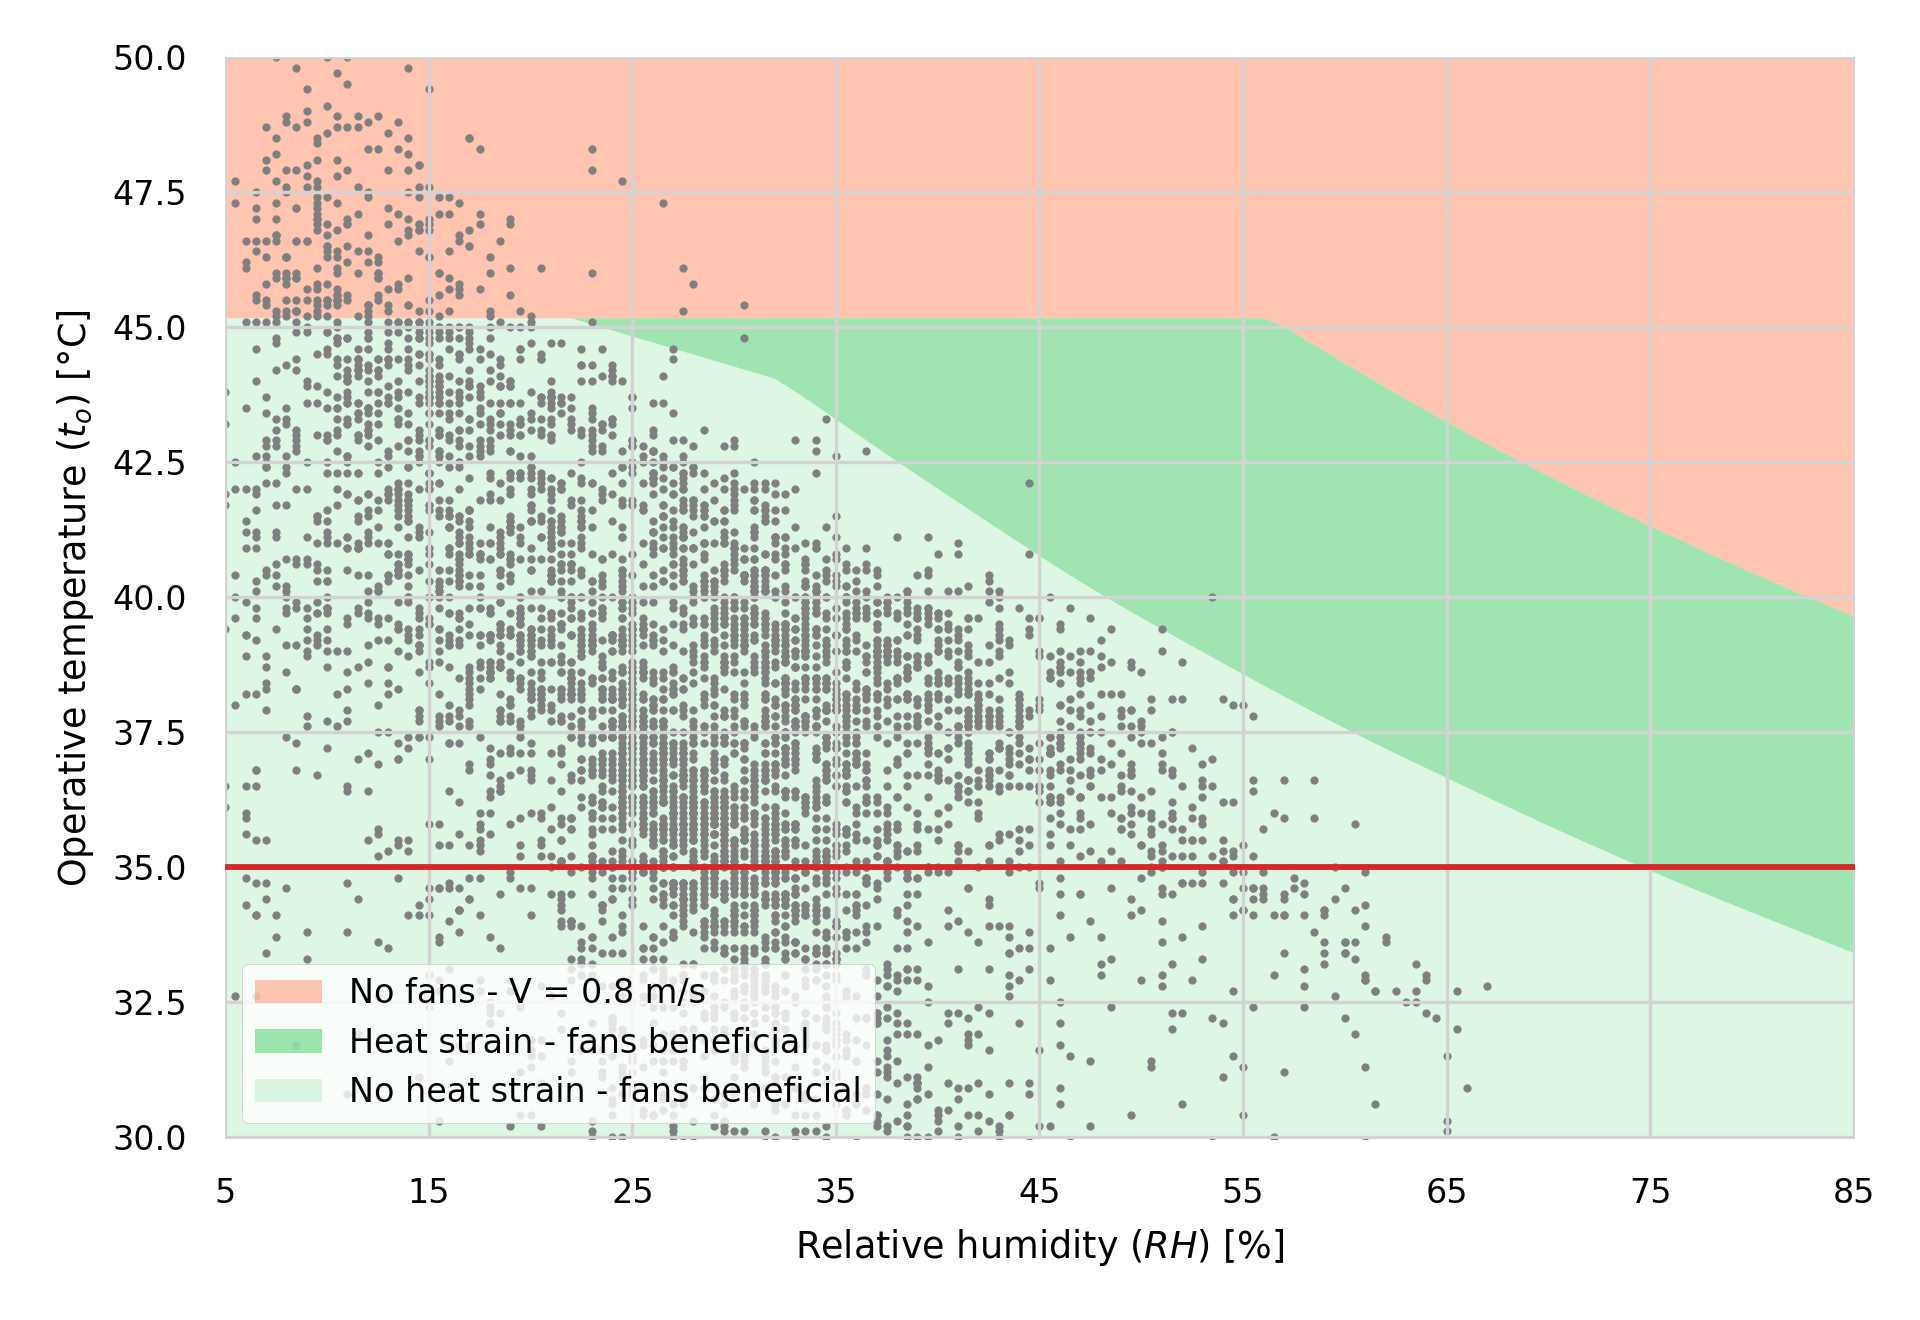 50.0
47.5
45.0
42.5
40.0
37.5
35.0
32.5
30.0
Operative temperature (t_o) [°C]
No fans - V = 0.8 m/s
Heat strain - fans beneficial
No heat strain - fans beneficial
5 15 25 35 45 55 65 75 85
Relative humidity (RH) [%]